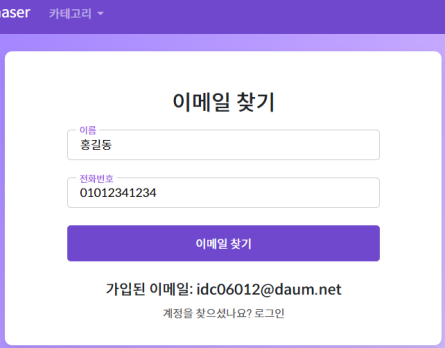 naser 카테고리
이메일 찾기
이름
홍길동
전화번호
01012341234
이메일 찾기
가입된 이메일: idc06012@daum.net
계정을 찾으셨나요? 로그인